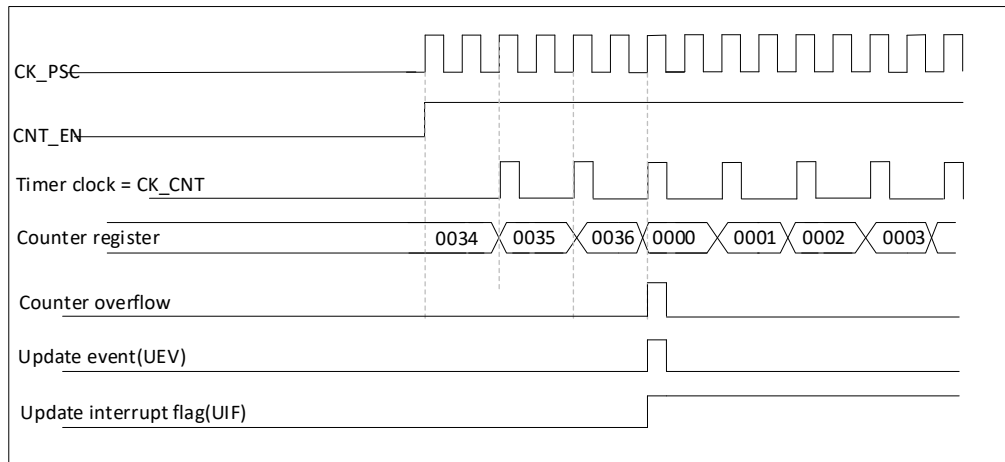 CK_PSC
CNT_EN
Timer clock = CK_CNT
Counter register
0034 0035 0036 0000 0001 0002 0003
Counter overflow
Update event(UEV)
Update interrupt flag(UIF)